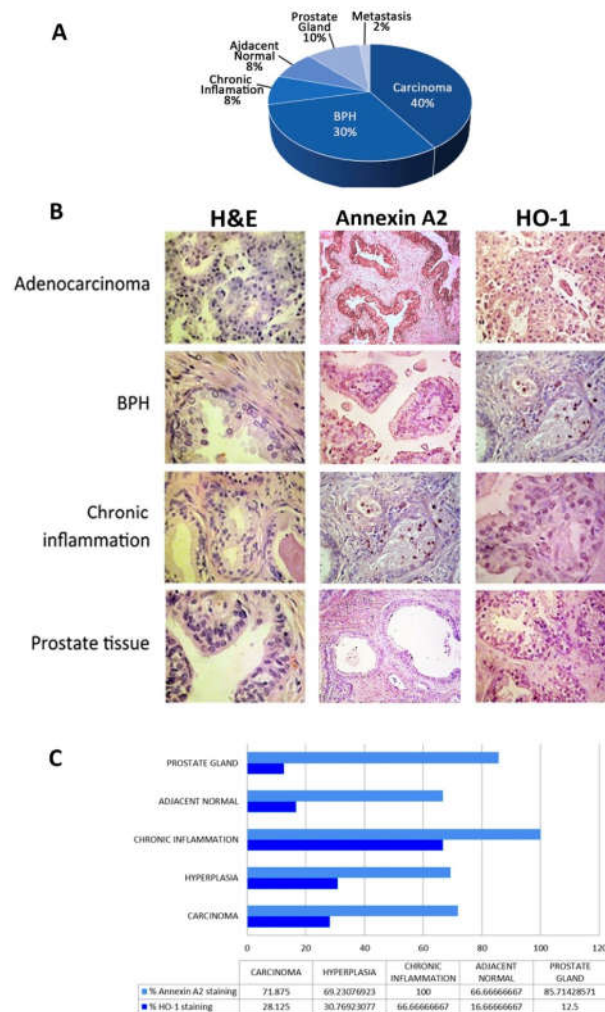 A
Prostate
Gland
10%
Metastasis
2%
Ajdacent
Normal
8%
Chronic
Inflamation
8%
Carcinoma
40%
BPH
30%
B
H&E Annexin A2 HO-1
Adenocarcinoma
BPH
Chronic
inflammation
Prostate tissue
C
PROSTATE GLAND
ADJACENT NORMAL
CHRONIC INFLAMMATION
HYPERPLASIA
CARCINOMA
0 20 40 60 80 100 120
CARCINOMA HYPERPLASIA CHRONIC INFLAMMATION ADJACENT NORMAL PROSTATE GLAND
% Annexin A2 staining 71.875 69.23076923 100 66.66666667 85.71428571
% HO-1 staining 28.125 30.76923077 66.66666667 16.66666667 12.5